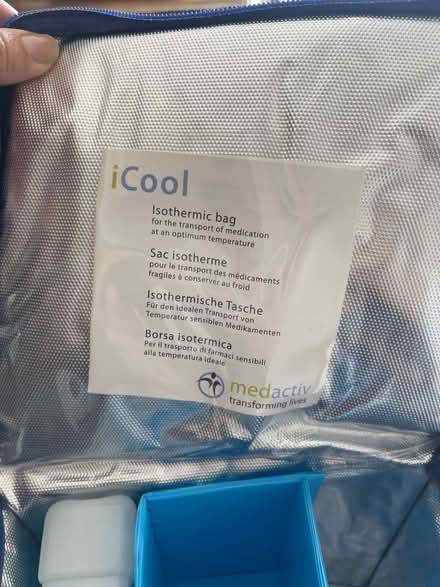 iCool
Isothermic bag
for the transport of medication
at an optimum temperature
Sac isotherme
pour le transport des médicaments
fragiles à conserver au froid
Isothermische Tasche
Für den idealen Transport von
Temperatur sensiblen Medikamenten
Borsa isotermica
Per il trasporto di farmaci sensibili
alla temperatura ideale
medactiv
transforming lives